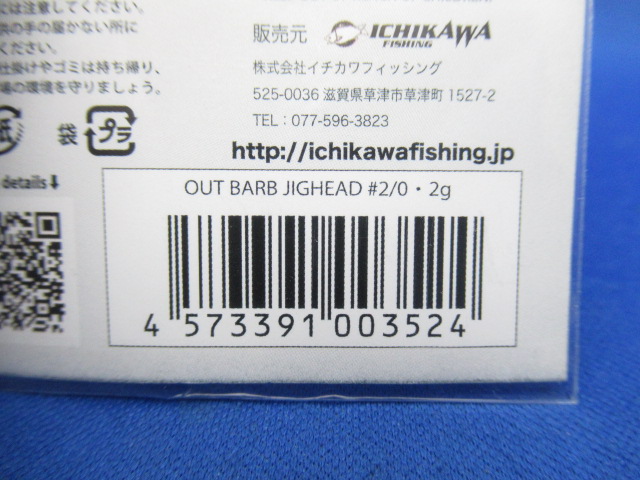 には注意してください。
供の手の届かない所に
ください。
仕掛けやゴミは持ち帰り、
場の環境を守りましょう。
紙
袋
プラ
details↓
販売元
ICHIKAWA
FISHING
株式会社イチカワフィッシング
525-0036 滋賀県草津市草津町 1527-2
TEL：077-596-3823
http://ichikawafishing.jp
OUT BARB JIGHEAD #2/0・2g
4 573391 003524